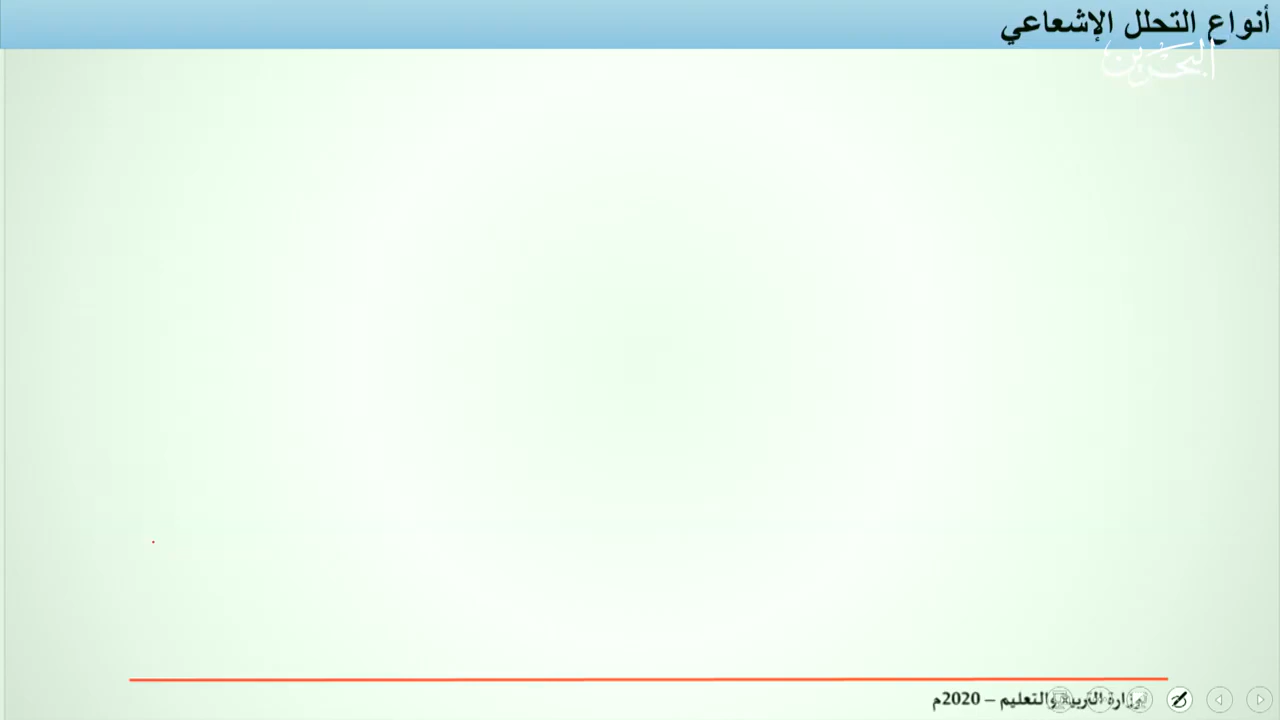 أنواع التحلل الإشعاعي
البحرين
وزارة التربية والتعليم – 2020م